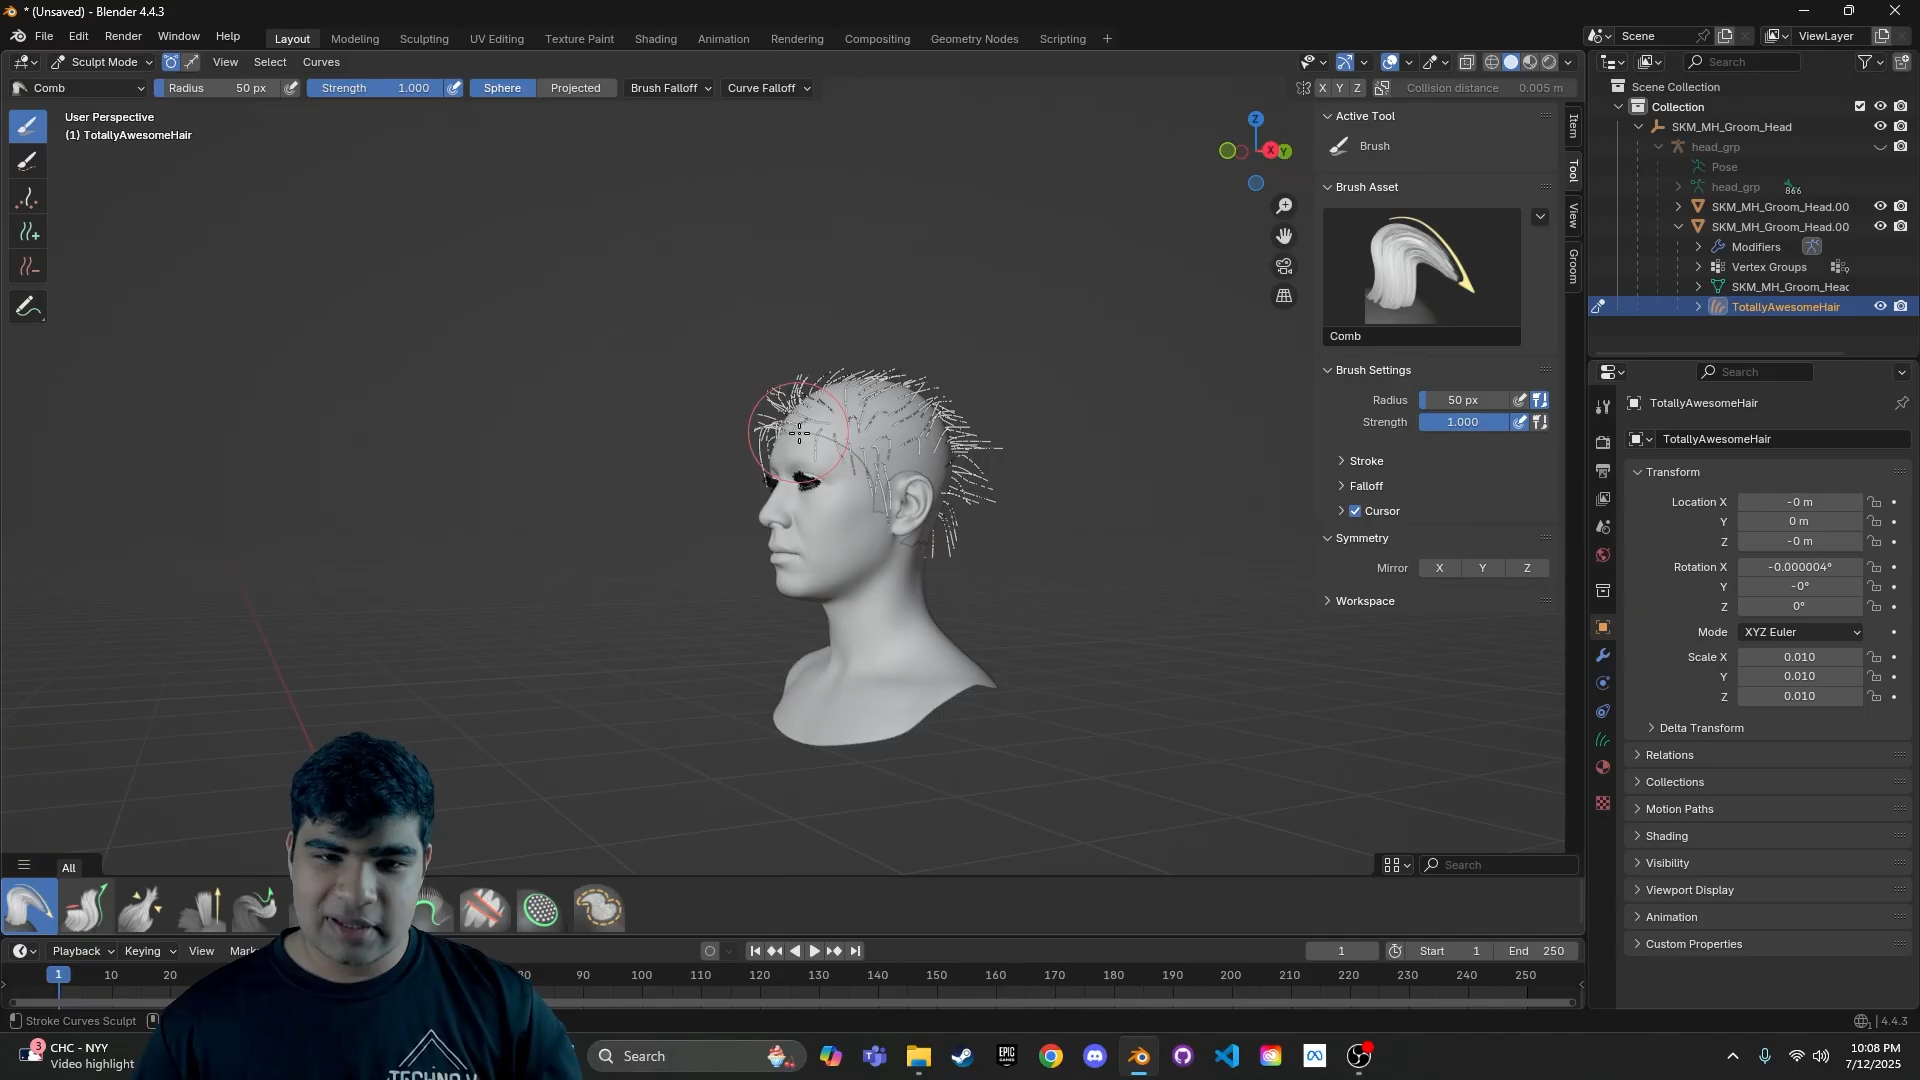 * (Unsaved) - Blender 4.4.3
File Edit Render Window Help
Layout Modeling Sculpting UV Editing Texture Paint Shading Animation Rendering Compositing Geometry Nodes Scripting +
Scene
ViewLayer
Sculpt Mode View Select Curves
Search
Comb Radius 50 px Strength 1.000 Sphere Projected Brush Falloff Curve Falloff X Y Z Collision distance 0.005 m
User Perspective
(1) TotallyAwesomeHair
Z
X
Y
Active Tool
Brush
Brush Asset
Comb
Brush Settings
Radius 50 px
Strength 1.000
Stroke
Falloff
Cursor
Symmetry
Mirror X Y Z
Workspace
Item
Tool
View
Groom
Scene Collection
Collection
SKM_MH_Groom_Head
head_grp
Pose
head_grp 866
SKM_MH_Groom_Head.00
SKM_MH_Groom_Head.00
Modifiers
Vertex Groups
SKM_MH_Groom_Heac
TotallyAwesomeHair
Search
TotallyAwesomeHair
TotallyAwesomeHair
Transform
Location X -0 m
Y 0 m
Z -0 m
Rotation X -0.000004°
Y -0°
Z 0°
Mode XYZ Euler
Scale X 0.010
Y 0.010
Z 0.010
Delta Transform
Relations
Collections
Motion Paths
Shading
Visibility
Viewport Display
Animation
Custom Properties
All
Search
Playback Keying View Mark
1 Start 1 End 250
1 10 20 80 90 100 110 120 130 140 150 160 170 180 190 200 210 220 230 240 250
Stroke Curves Sculpt
4.4.3
3 CHC - NYY
Video highlight
Search
EPIC GAMES
10:08 PM
7/12/2025